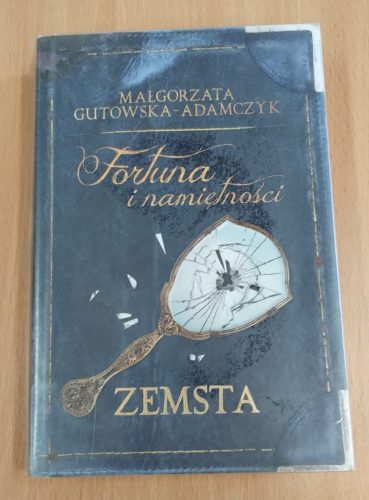 MAŁGORZATA
GUTOWSKA-ADAMCZYK
Fortuna
i namiętności
ZEMSTA